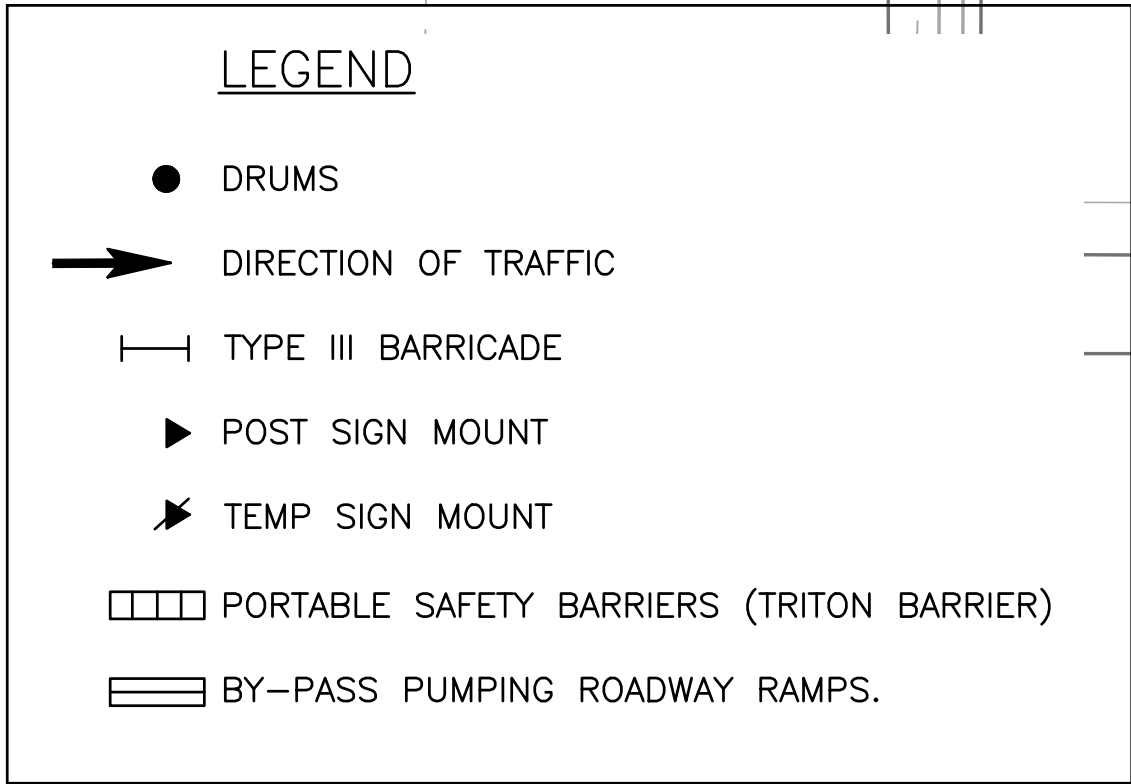 LEGEND
DRUMS
DIRECTION OF TRAFFIC
TYPE III BARRICADE
POST SIGN MOUNT
TEMP SIGN MOUNT
PORTABLE SAFETY BARRIERS (TRITON BARRIER)
BY-PASS PUMPING ROADWAY RAMPS.